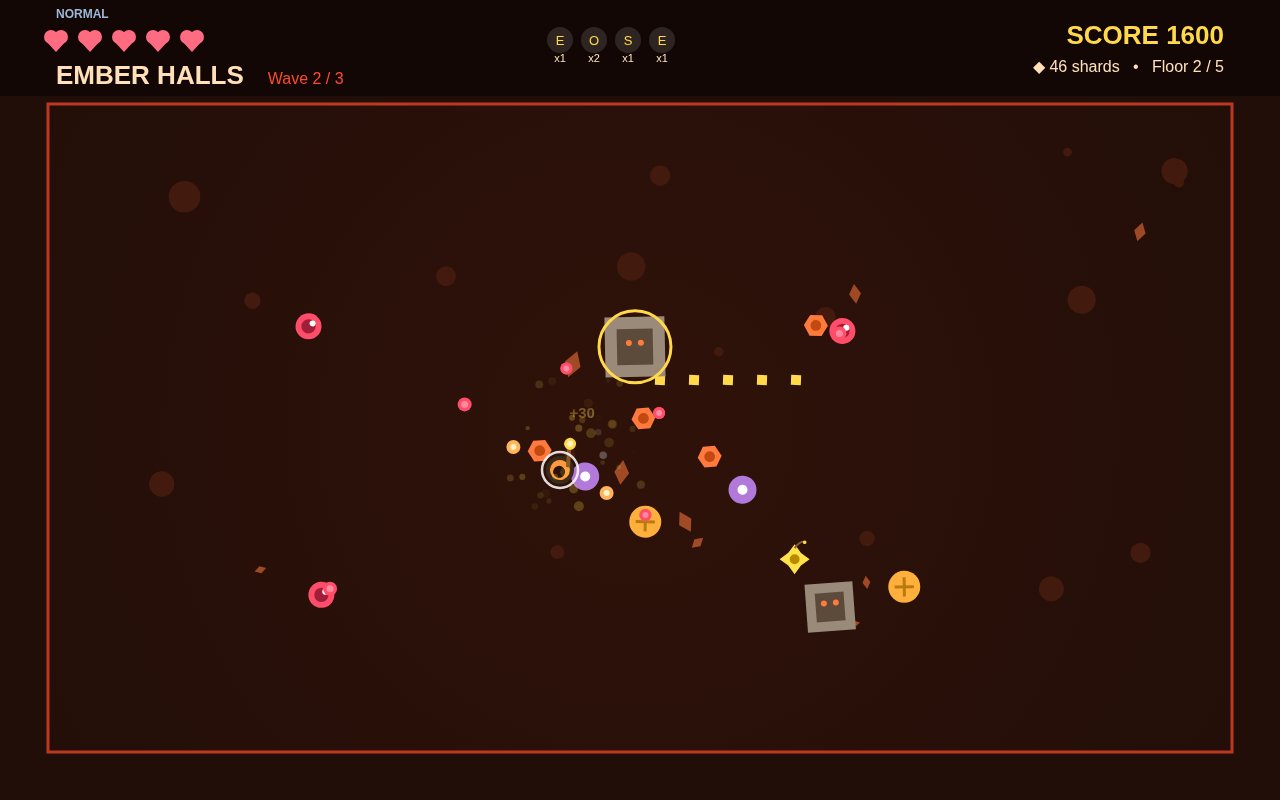 NORMAL
EMBER HALLS Wave 2 / 3
E O S E
x1 x2 x1 x1
SCORE 1600
◆ 46 shards • Floor 2 / 5
+30